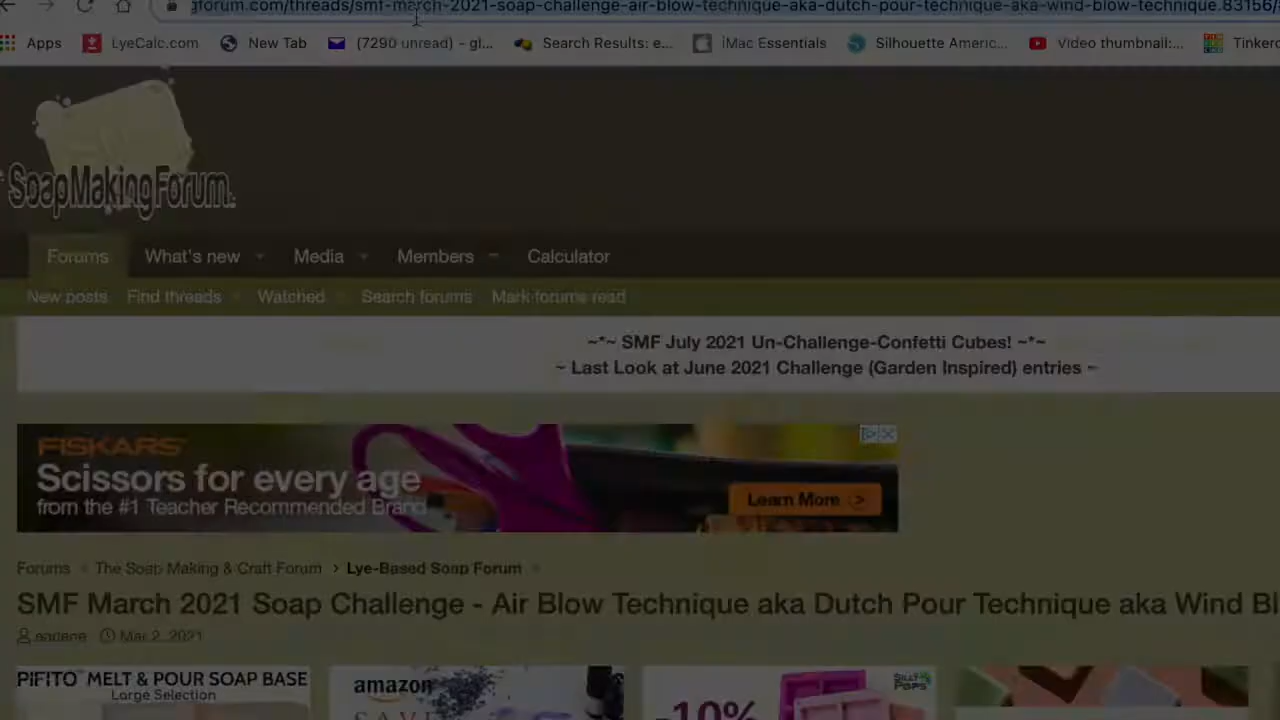 gforum.com/threads/smf-march-2021-soap-challenge-air-blow-technique-aka-dutch-pour-technique-aka-wind-blow-technique.83156/
Apps LyeCalc.com New Tab (7290 unread) - gl... Search Results: e... iMac Essentials Silhouette Americ... Video thumbnail:... Tinkerc
SoapMakingForum
Forums What's new Media Members Calculator
New posts Find threads Watched Search forums Mark forums read
~*~ SMF July 2021 Un-Challenge-Confetti Cubes! ~*~
~ Last Look at June 2021 Challenge (Garden Inspired) entries ~
FISKARS
Scissors for every age
from the #1 Teacher Recommended Brand
Learn More >
Forums > The Soap Making & Craft Forum > Lye-Based Soap Forum >
SMF March 2021 Soap Challenge - Air Blow Technique aka Dutch Pour Technique aka Wind Bl
Mar 2, 2021
PIFITO MELT & POUR SOAP BASE
Large Selection
amazon
SAVE
-10%
SILLY POPS